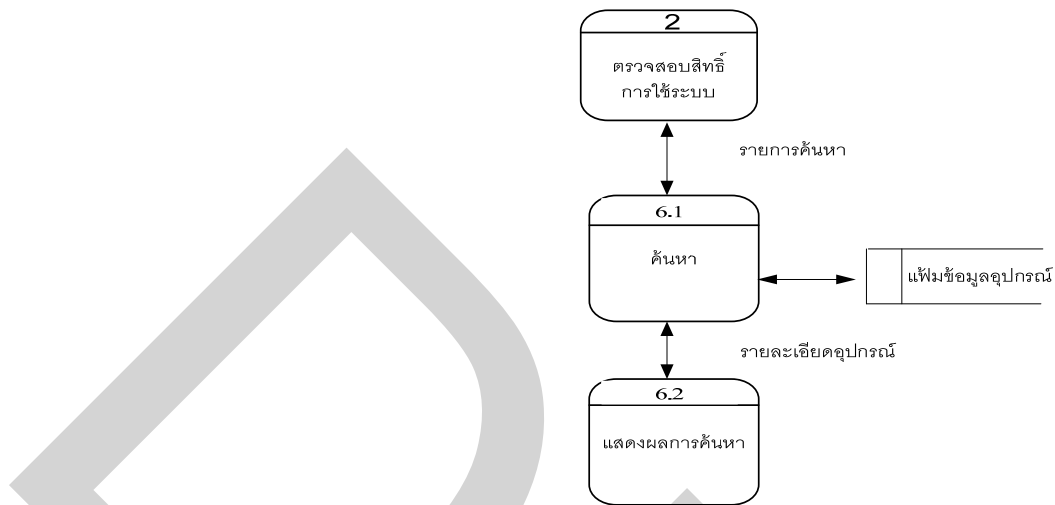 2
ตรวจสอบสิทธิ์
การใช้ระบบ
รายการค้นหา
6.1
ค้นหา
แฟ้มข้อมูลอุปกรณ์
รายละเอียดอุปกรณ์
6.2
แสดงผลการค้นหา